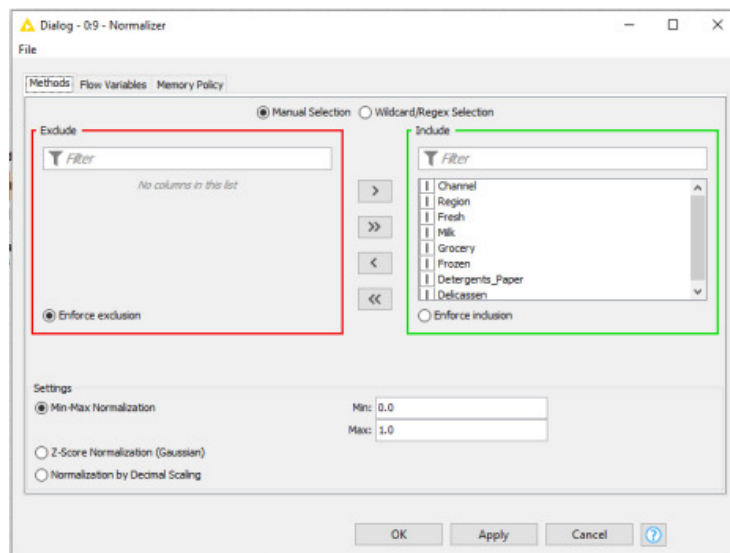 Dialog - 0:9 - Normalizer
File
Methods Flow Variables Memory Policy
Manual Selection Wildcard/Regex Selection
Exclude
Filter
No columns in this list
Enforce exclusion
>
>>
<
<<
Include
Filter
I Channel
I Region
I Fresh
I Milk
I Grocery
I Frozen
I Detergents_Paper
I Delicassen
Enforce inclusion
Settings
Min-Max Normalization
Min: 0.0
Max: 1.0
Z-Score Normalization (Gaussian)
Normalization by Decimal Scaling
OK Apply Cancel ?